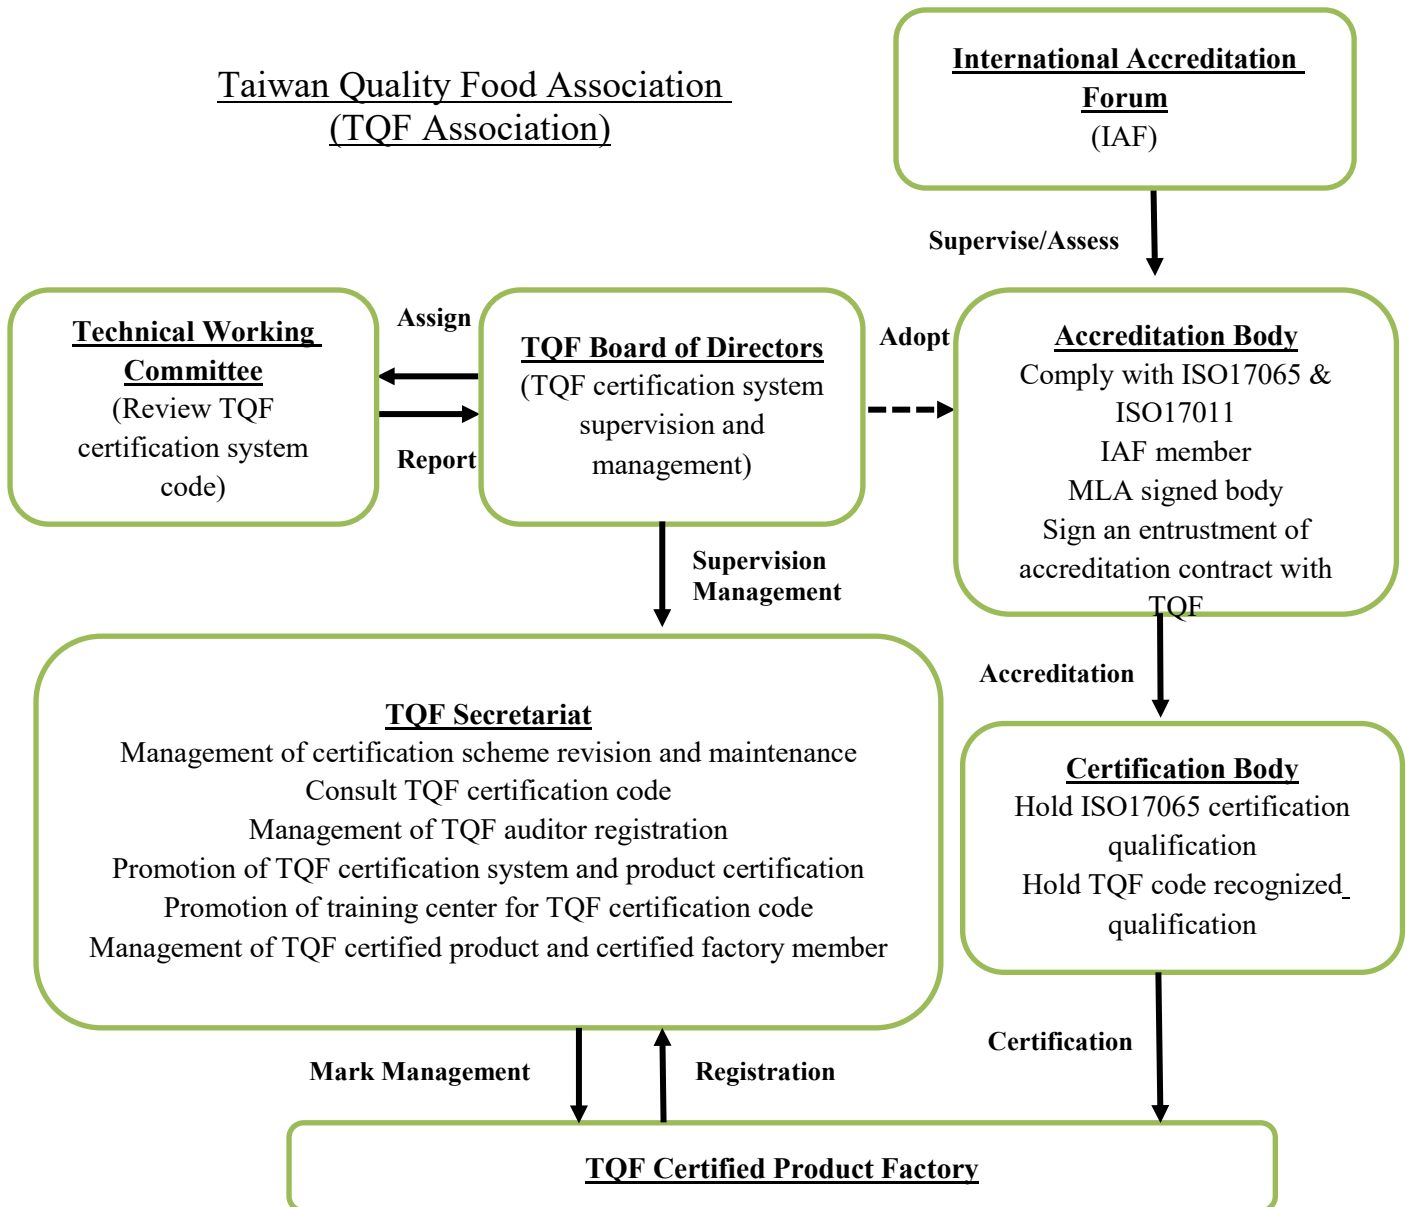 Taiwan Quality Food Association
(TQF Association)
International Accreditation
Forum
(IAF)
Supervise/Assess
Technical Working
Committee
(Review TQF
certification system
code)
Assign
Report
TQF Board of Directors
(TQF certification system
supervision and
management)
Adopt
Accreditation Body
Comply with ISO17065 &
ISO17011
IAF member
MLA signed body
Sign an entrustment of
accreditation contract with
TQF
Supervision
Management
Accreditation
TQF Secretariat
Management of certification scheme revision and maintenance
Consult TQF certification code
Management of TQF auditor registration
Promotion of TQF certification system and product certification
Promotion of training center for TQF certification code
Management of TQF certified product and certified factory member
Certification Body
Hold ISO17065 certification
qualification
Hold TQF code recognized
qualification
Mark Management
Registration
Certification
TQF Certified Product Factory